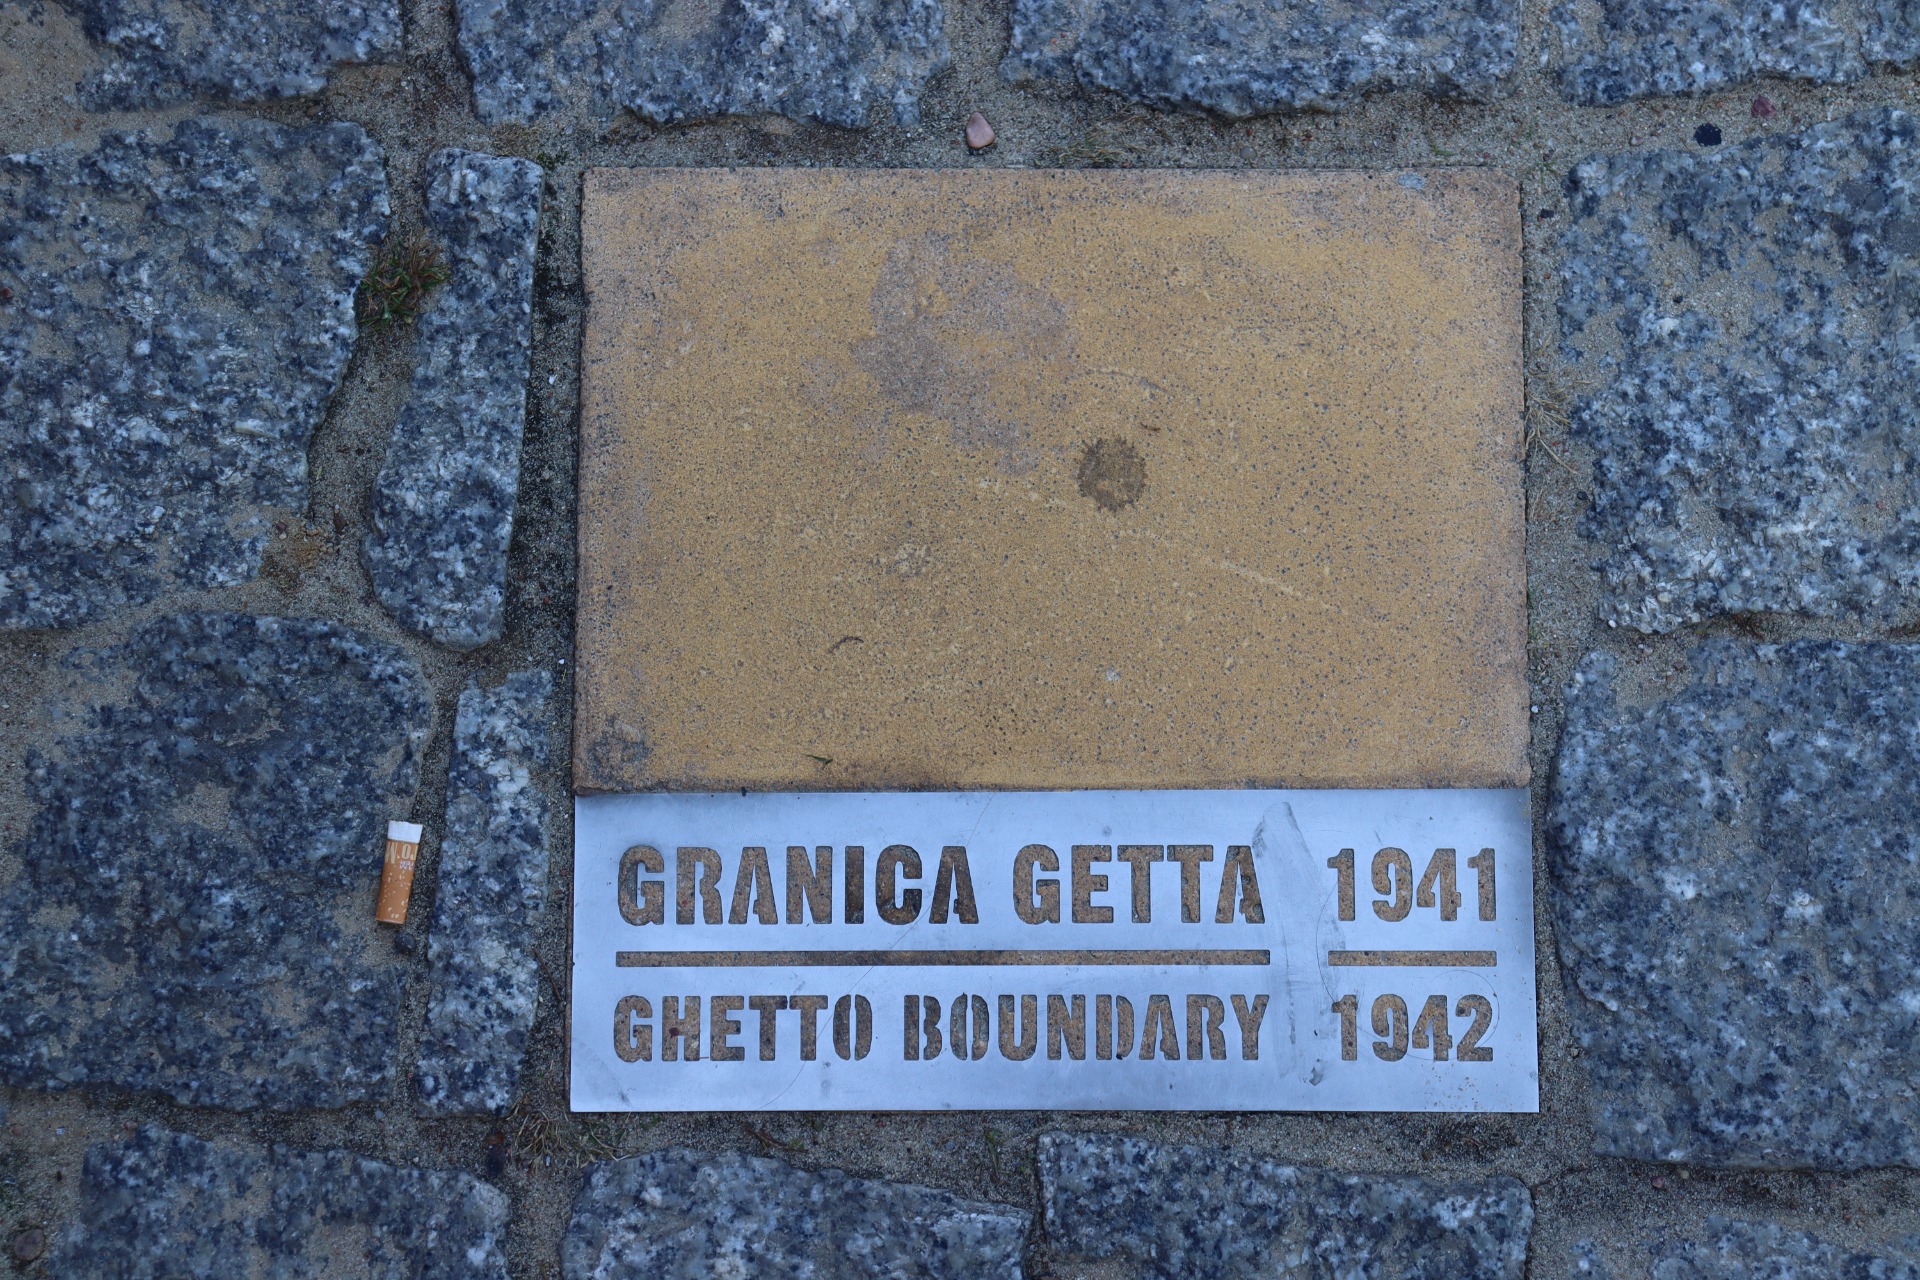 GRANICA GETTA 1941
GHETTO BOUNDARY 1942